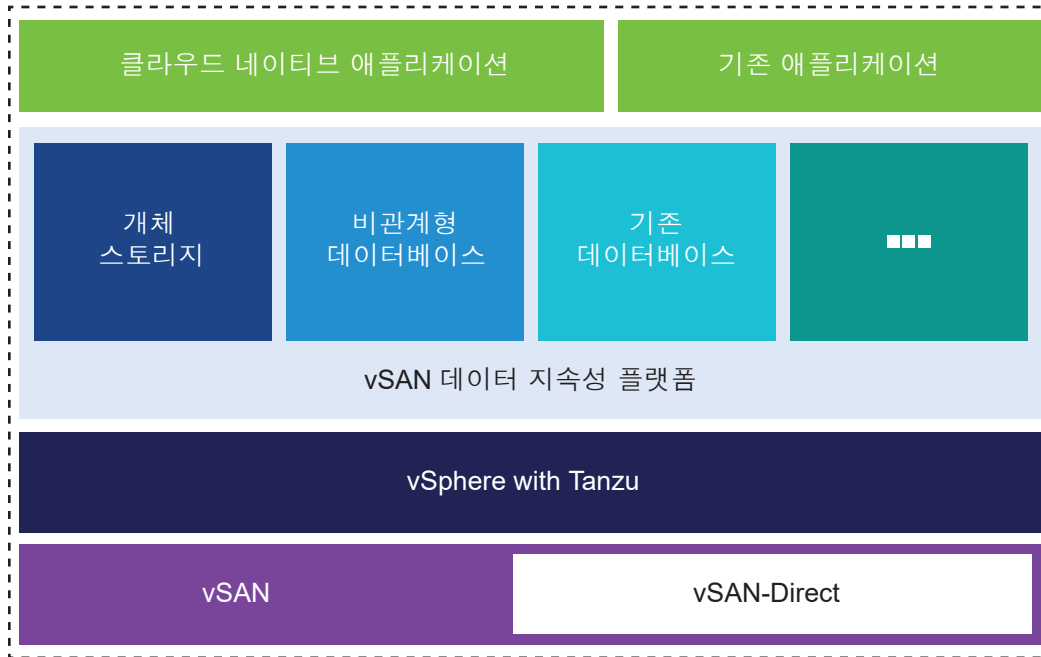 클라우드 네이티브 애플리케이션
기존 애플리케이션
개체
스토리지
비관계형
데이터베이스
기존
데이터베이스
vSAN 데이터 지속성 플랫폼
vSphere with Tanzu
vSAN
vSAN-Direct